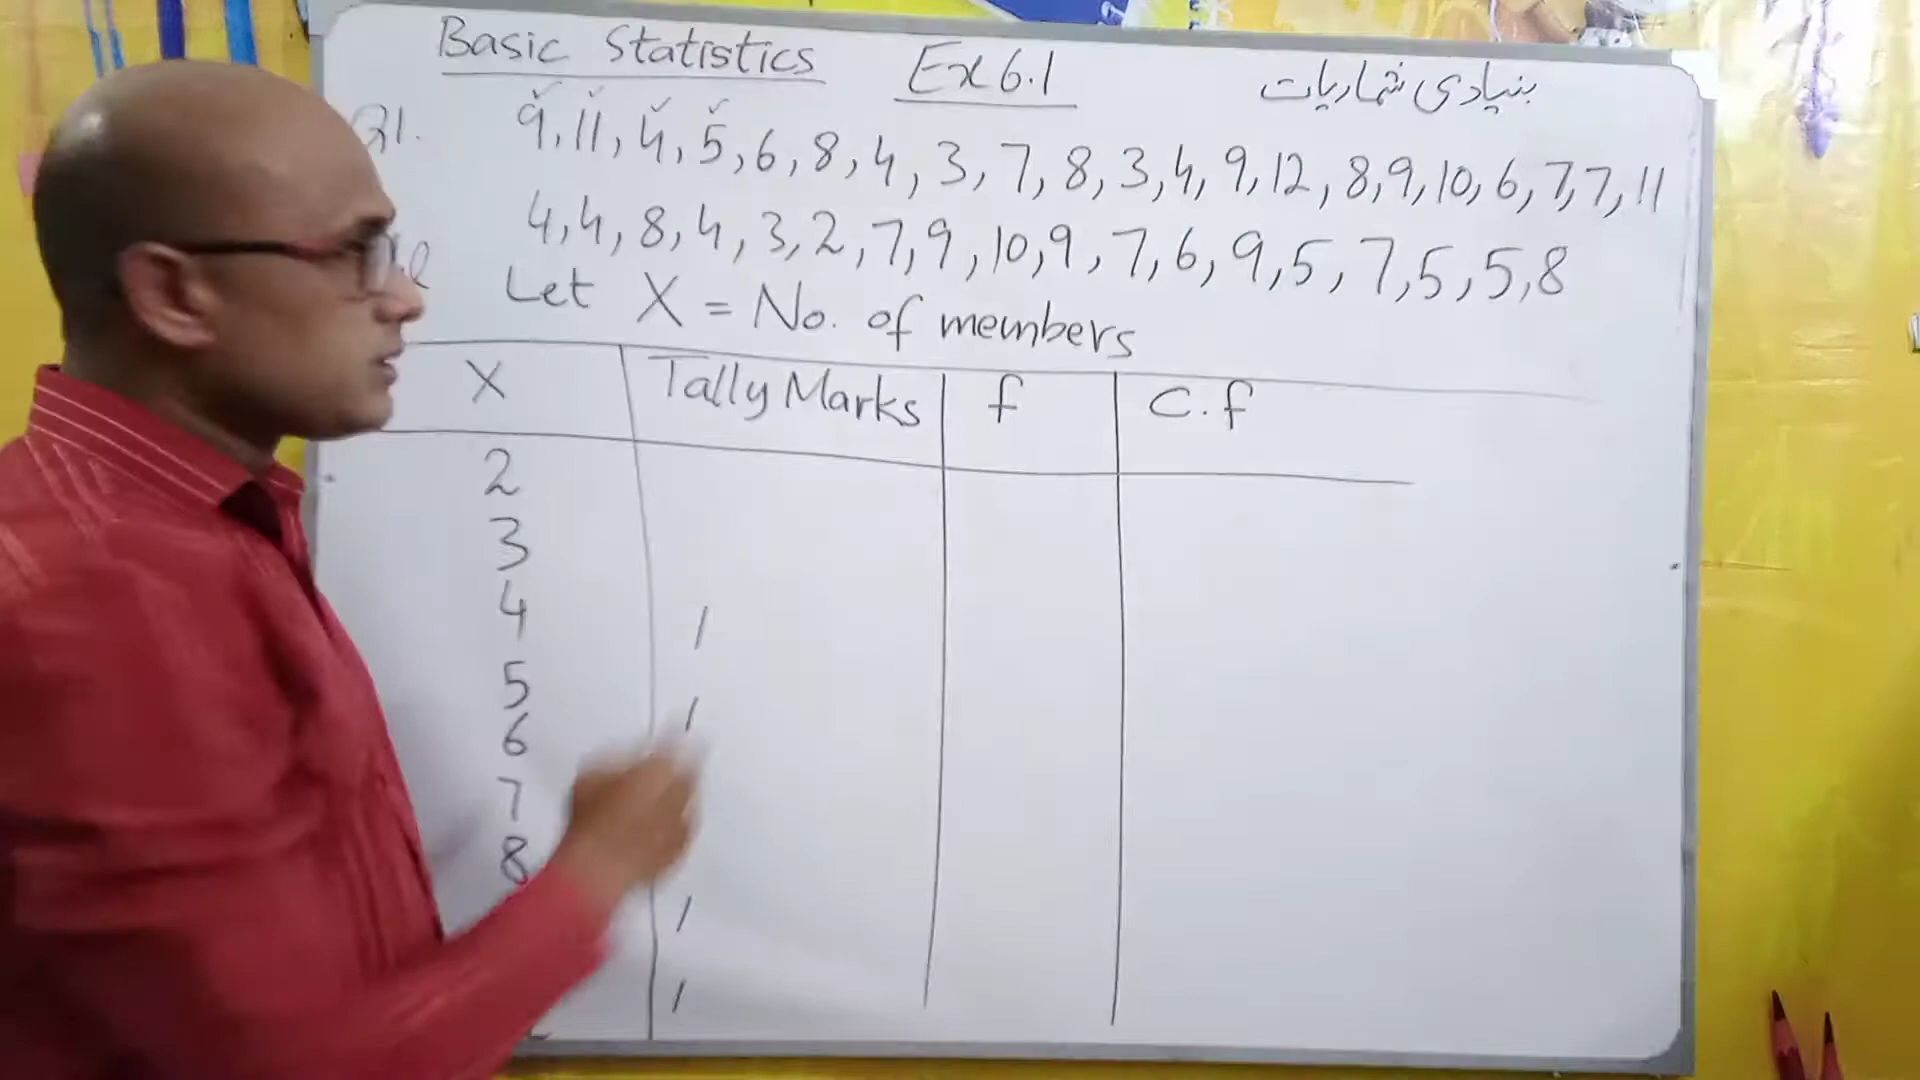 Basic Statistics Ex 6.1 بنیادی شماریات
Q1. 9, 11, 4, 5, 6, 8, 4, 3, 7, 8, 3, 4, 9, 12, 8, 9, 10, 6, 7, 7, 11
4, 4, 8, 4, 3, 2, 7, 9, 10, 9, 7, 6, 9, 5, 7, 5, 5, 8
Let X = No. of members
X Tally Marks f C.f
2
3
4 /
5 /
6
7
8
/
/